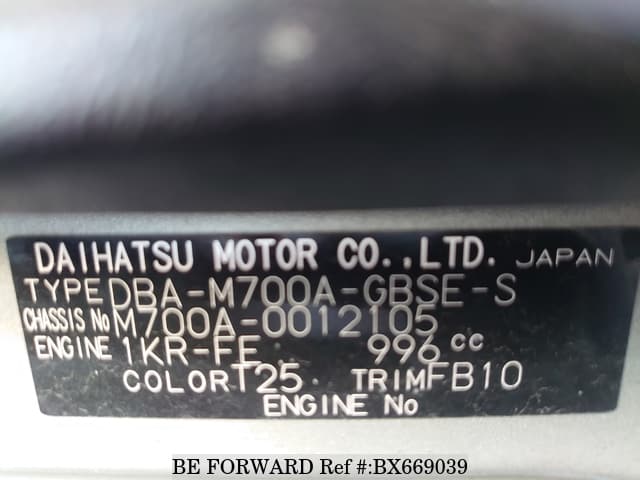 DAIHATSU MOTOR CO.,LTD. JAPAN
TYPE DBA-M700A-GBSE-S
CHASSIS No M700A-0012105
ENGINE 1KR-FE 996 cc
COLOR T25 TRIM FB10
ENGINE No
BE FORWARD Ref #:BX669039